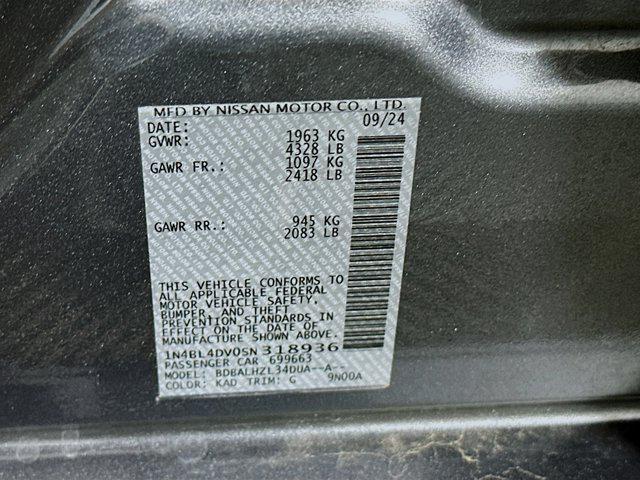 MFD BY NISSAN MOTOR CO., LTD.
DATE: 09/24
GVWR: 1963 KG
4328 LB
GAWR FR.: 1097 KG
2418 LB
GAWR RR.: 945 KG
2083 LB
THIS VEHICLE CONFORMS TO
ALL APPLICABLE FEDERAL
MOTOR VEHICLE SAFETY,
BUMPER, AND THEFT
PREVENTION STANDARDS IN
EFFECT ON THE DATE OF
MANUFACTURE
1N4BL4DV0SN318936
PASSENGER CAR 699663
MODEL: BDBALHZL34DUA--A--
COLOR: KAD TRIM: G 9N00A